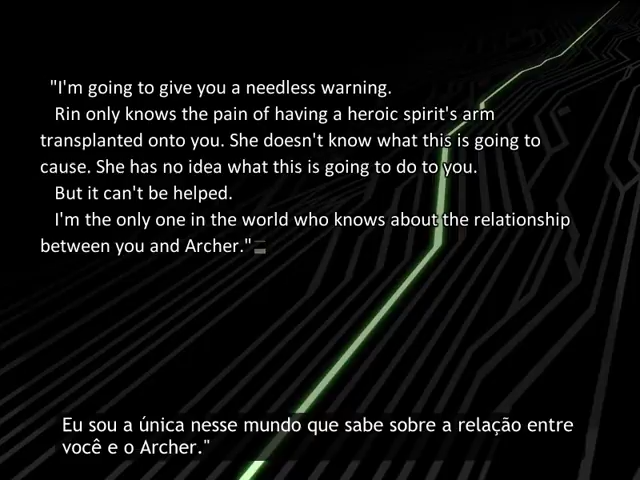 "I'm going to give you a needless warning.
Rin only knows the pain of having a heroic spirit's arm
transplanted onto you. She doesn't know what this is going to
cause. She has no idea what this is going to do to you.
But it can't be helped.
I'm the only one in the world who knows about the relationship
between you and Archer."
Eu sou a única nesse mundo que sabe sobre a relação entre
você e o Archer."